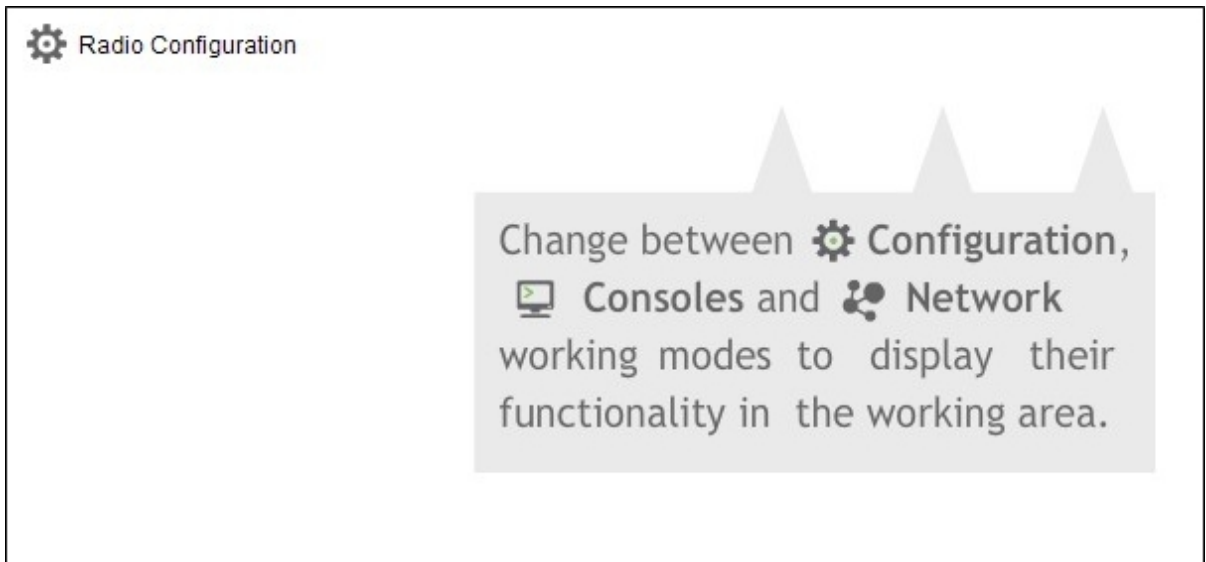 Radio Configuration
Change between Configuration,
Consoles and Network
working modes to display their
functionality in the working area.